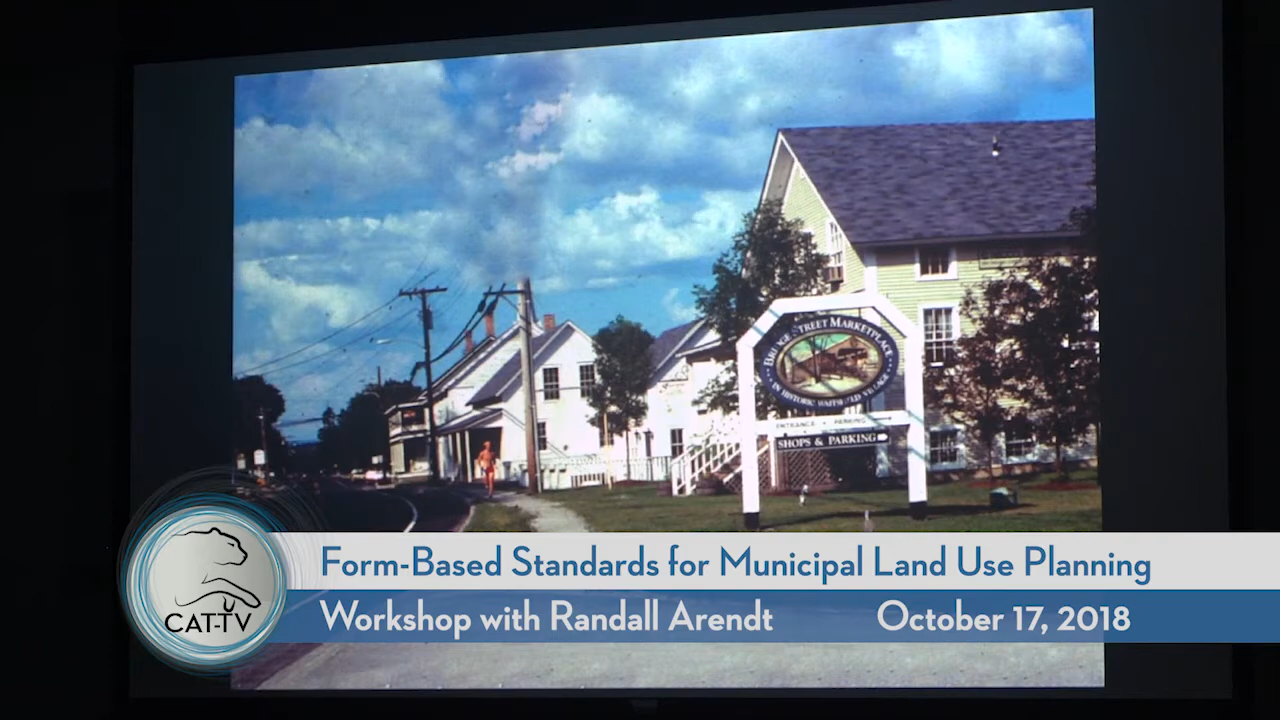 BRIDGE STREET MARKETPLACE
IN HISTORIC WAITSFIELD VILLAGE
ENTRANCE • PARKING
SHOPS & PARKING
Form-Based Standards for Municipal Land Use Planning
Workshop with Randall Arendt October 17, 2018
CAT-TV